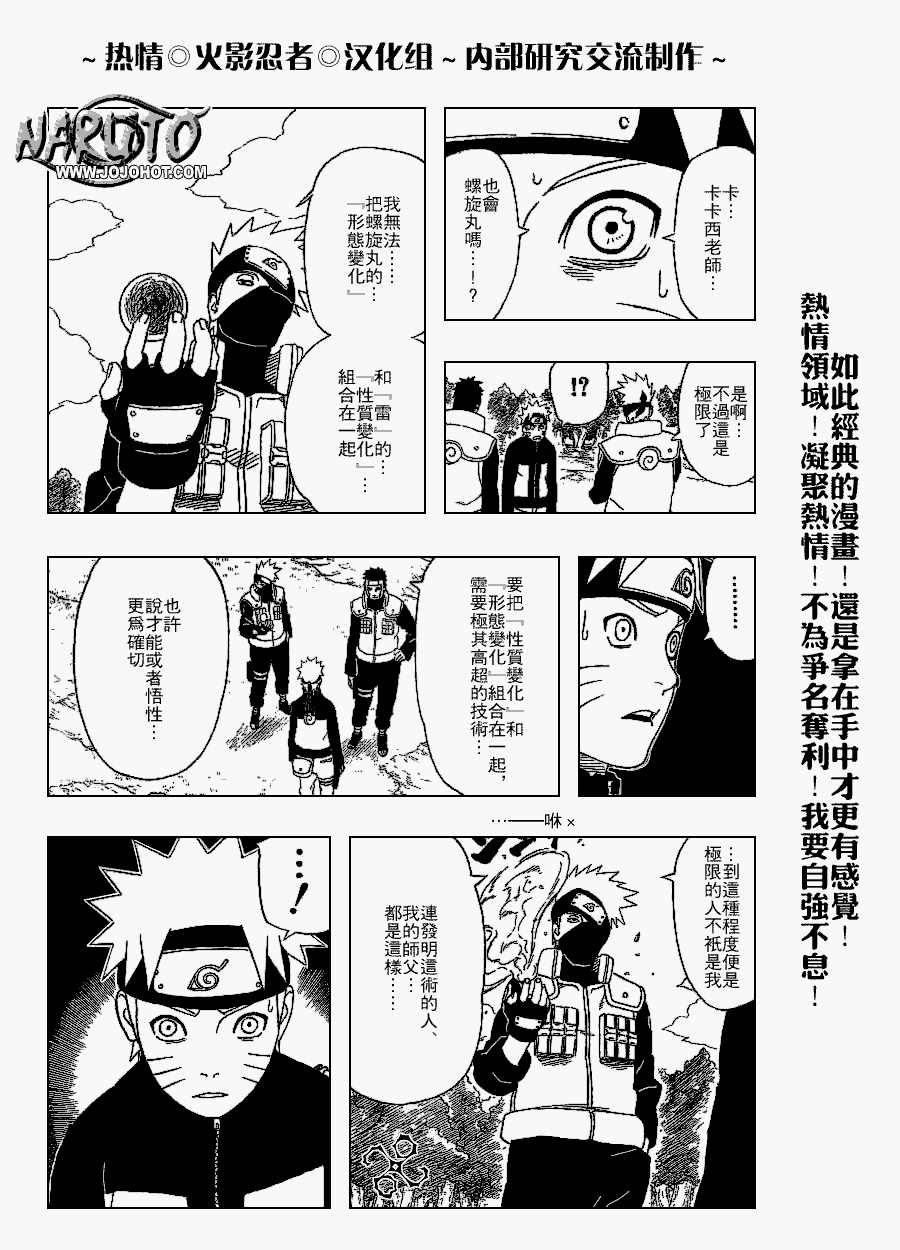 ~热情◎火影忍者◎汉化组~内部研究交流制作~
NARUTO
WWW.JOJOHOT.COM
卡…
卡卡西老師…
也會
螺旋丸嗎…!?
我無法……
把螺旋丸的…
『形態變化』
和『雷』的…
『性質變化』…
組合在一起
是啊…
不過這是
極限了
!?
………
要把『性質變化』和
『形態變化』組合在一起,
需要極其高超的技術…
也許
說才能或者悟性…
更爲確切
…——咻×
…到這種程度便是
極限的人不衹是我
連發明這術的人、
我的師父…
都是這樣……
…!
如此經典的漫畫!還是拿在手中才更有感覺!
熱情領域!凝聚熱情!不為爭名奪利!我要自強不息!